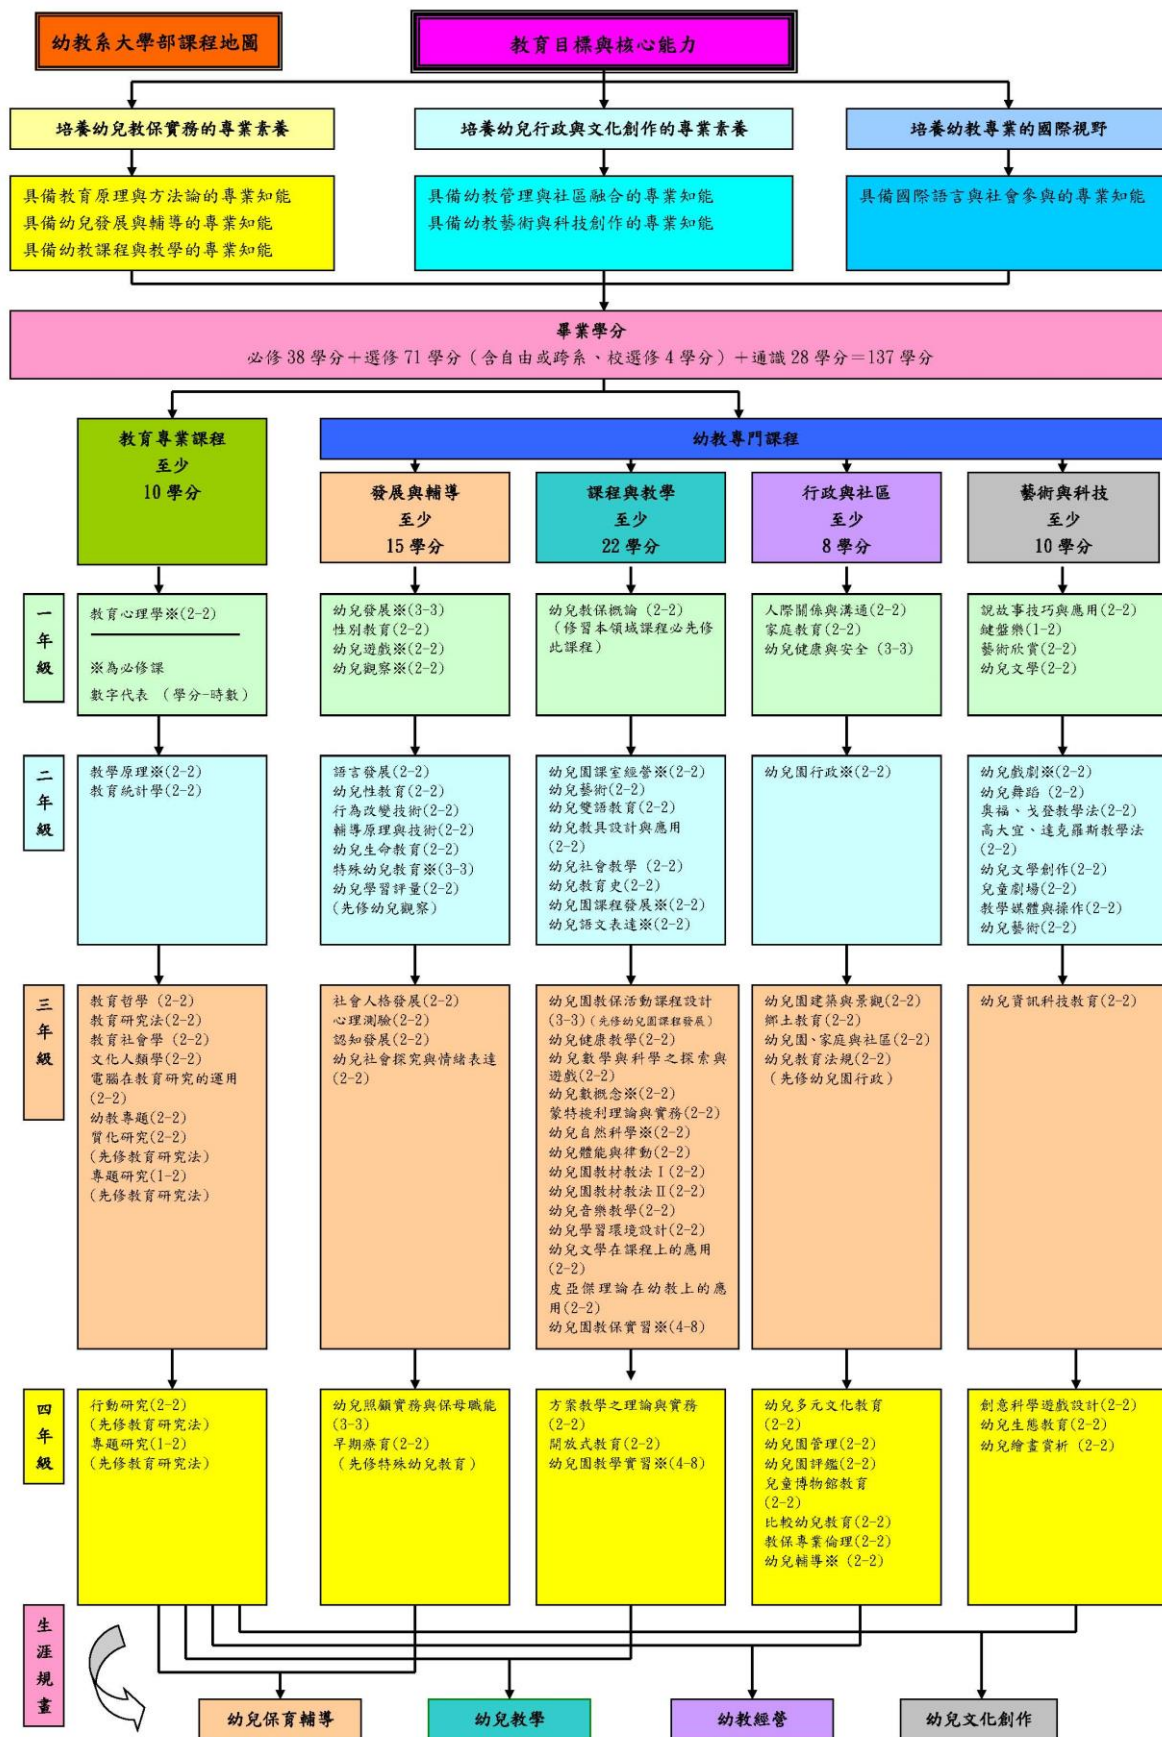 幼教系大學部課程地圖
教育目標與核心能力
培養幼兒教保實務的專業素養
培養幼兒行政與文化創作的專業素養
培養幼教專業的國際視野
具備教育原理與方法論的專業知能
具備幼兒發展與輔導的專業知能
具備幼教課程與教學的專業知能
具備幼教管理與社區融合的專業知能
具備幼教藝術與科技創作的專業知能
具備國際語言與社會參與的專業知能
畢業學分
必修 38 學分＋選修 71 學分（含自由或跨系、校選修 4 學分）＋通識 28 學分＝137 學分
教育專業課程
至少
10 學分
幼教專門課程
發展與輔導
至少
15 學分
課程與教學
至少
22 學分
行政與社區
至少
8 學分
藝術與科技
至少
10 學分
一年級
教育心理學※(2-2)
※為必修課
數字代表 （學分-時數）
幼兒發展※(3-3)
性別教育(2-2)
幼兒遊戲※(2-2)
幼兒觀察※(2-2)
幼兒教保概論 (2-2)
（修習本領域課程必先修
此課程）
人際關係與溝通(2-2)
家庭教育(2-2)
幼兒健康與安全 (3-3)
說故事技巧與應用(2-2)
鍵盤樂(1-2)
藝術欣賞(2-2)
幼兒文學(2-2)
二年級
教學原理※(2-2)
教育統計學(2-2)
語言發展(2-2)
幼兒性教育(2-2)
行為改變技術(2-2)
輔導原理與技術(2-2)
幼兒生命教育(2-2)
特殊幼兒教育※(3-3)
幼兒學習評量(2-2)
(先修幼兒觀察)
幼兒園課室經營※(2-2)
幼兒藝術(2-2)
幼兒雙語教育(2-2)
幼兒教具設計與應用
(2-2)
幼兒社會教學 (2-2)
幼兒教育史(2-2)
幼兒園課程發展※(2-2)
幼兒語文表達※(2-2)
幼兒園行政※(2-2)
幼兒戲劇※(2-2)
幼兒舞蹈 (2-2)
奧福、戈登教學法(2-2)
高大宜、達克羅斯教學法
(2-2)
幼兒文學創作(2-2)
兒童劇場(2-2)
教學媒體與操作(2-2)
幼兒藝術(2-2)
三年級
教育哲學 (2-2)
教育研究法(2-2)
教育社會學 (2-2)
文化人類學(2-2)
電腦在教育研究的運用
(2-2)
幼教專題(2-2)
質化研究(2-2)
(先修教育研究法)
專題研究(1-2)
(先修教育研究法)
社會人格發展(2-2)
心理測驗(2-2)
認知發展(2-2)
幼兒社會探究與情緒表達
(2-2)
幼兒園教保活動課程設計
(3-3)(先修幼兒園課程發展)
幼兒健康教學(2-2)
幼兒數學與科學之探索與
遊戲(2-2)
幼兒數概念※(2-2)
蒙特梭利理論與實務(2-2)
幼兒自然科學※(2-2)
幼兒體能與律動(2-2)
幼兒園教材教法Ⅰ(2-2)
幼兒園教材教法Ⅱ(2-2)
幼兒音樂教學(2-2)
幼兒學習環境設計(2-2)
幼兒文學在課程上的應用
(2-2)
皮亞傑理論在幼教上的應
用(2-2)
幼兒園教保實習※(4-8)
幼兒園建築與景觀(2-2)
鄉土教育(2-2)
幼兒園、家庭與社區(2-2)
幼兒教育法規(2-2)
（先修幼兒園行政）
幼兒資訊科技教育(2-2)
四年級
行動研究(2-2)
(先修教育研究法)
專題研究(1-2)
(先修教育研究法)
幼兒照顧實務與保母職能
(3-3)
早期療育(2-2)
（先修特殊幼兒教育）
方案教學之理論與實務
(2-2)
開放式教育(2-2)
幼兒園教學實習※(4-8)
幼兒多元文化教育
(2-2)
幼兒園管理(2-2)
幼兒園評鑑(2-2)
兒童博物館教育
(2-2)
比較幼兒教育(2-2)
教保專業倫理(2-2)
幼兒輔導※ (2-2)
創意科學遊戲設計(2-2)
幼兒生態教育(2-2)
幼兒繪畫賞析 (2-2)
生涯規畫
幼兒保育輔導
幼兒教學
幼教經營
幼兒文化創作